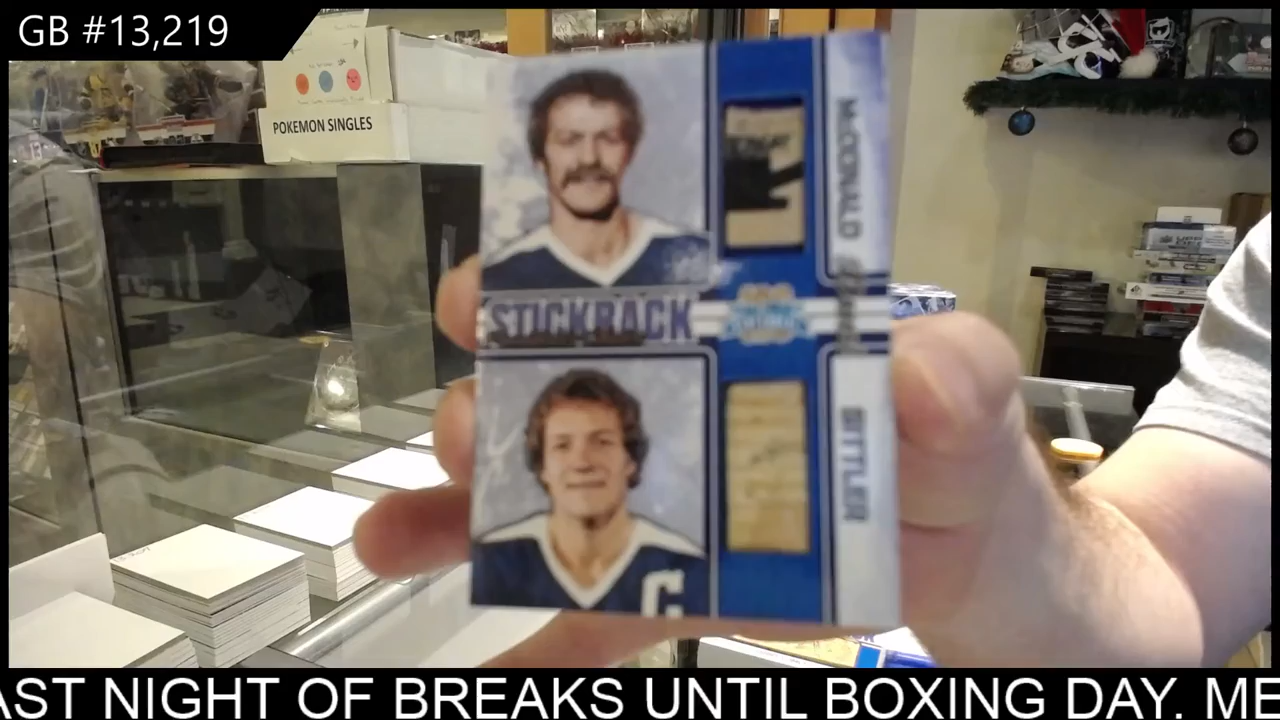 GB #13,219
POKEMON SINGLES
McDONALD
STICKRACK
SITTLER
C
AST NIGHT OF BREAKS UNTIL BOXING DAY. ME